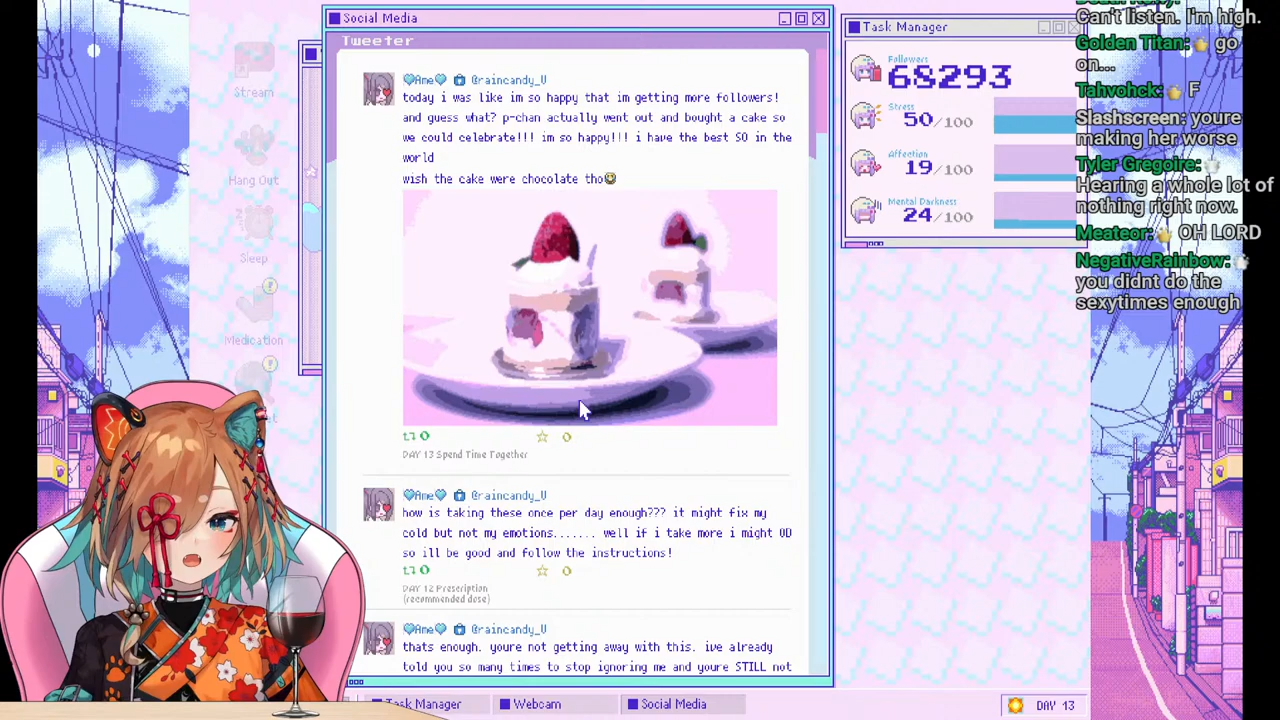 Social Media
Tweeter
Ame @raincandy_U
today i was like im so happy that im getting more followers!
and guess what? p-chan actually went out and bought a cake so
we could celebrate!!! im so happy!!! i have the best SO in the
world
wish the cake were chocolate tho
0
0
DAY 13 Spend Time Together
Ame @raincandy_U
how is taking these once per day enough??? it might fix my
cold but not my emotions....... well if i take more i might OD
so ill be good and follow the instructions!
0
0
DAY 12 Prescription
(recommended dose)
Ame @raincandy_U
thats enough. youre not getting away with this. ive already
told you so many times to stop ignoring me and youre STILL not
Stream
Hang Out
Sleep
Medication
Task Manager
Followers
68293
Stress
50/100
Affection
19/100
Mental Darkness
24/100
Can't listen. I'm high.
Golden Titan: go
on...
Tahvohck: F
Slashscreen: youre
making her worse
Tyler Gregoire:
Hearing a whole lot of
nothing right now.
Meateor: OH LORD
NegativeRainbow:
you didnt do the
sexytimes enough
Task Manager
Webcam
Social Media
DAY 13